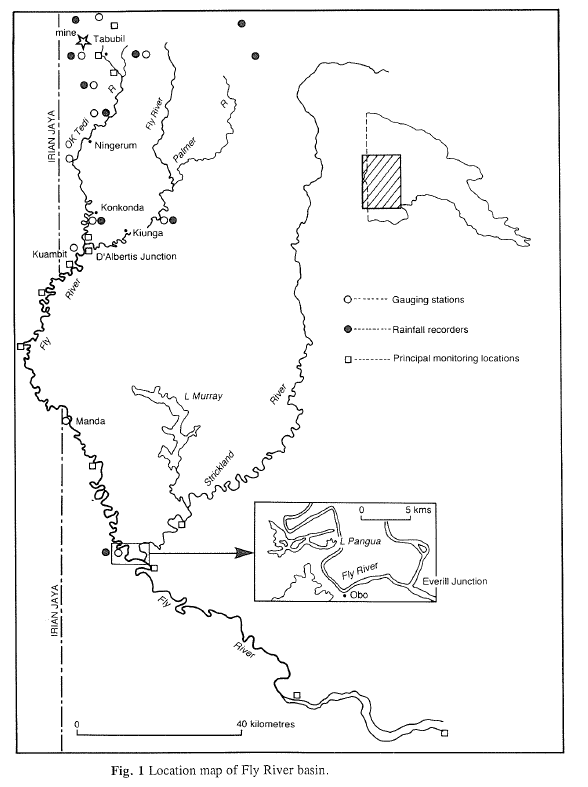 mine
Tabubil
R
OK Tedi
Ningerum
Fly River
Palmer
R
IRIAN JAYA
Konkonda
Kiunga
Kuambit
D'Albertis Junction
River
Fly
Gauging stations
Rainfall recorders
Principal monitoring locations
L Murray
River
Manda
Strickland
0 5 kms
L Pangua
Fly River
Everill Junction
Obo
IRIAN JAYA
Fly
River
0 40 kilometres
Fig. 1 Location map of Fly River basin.